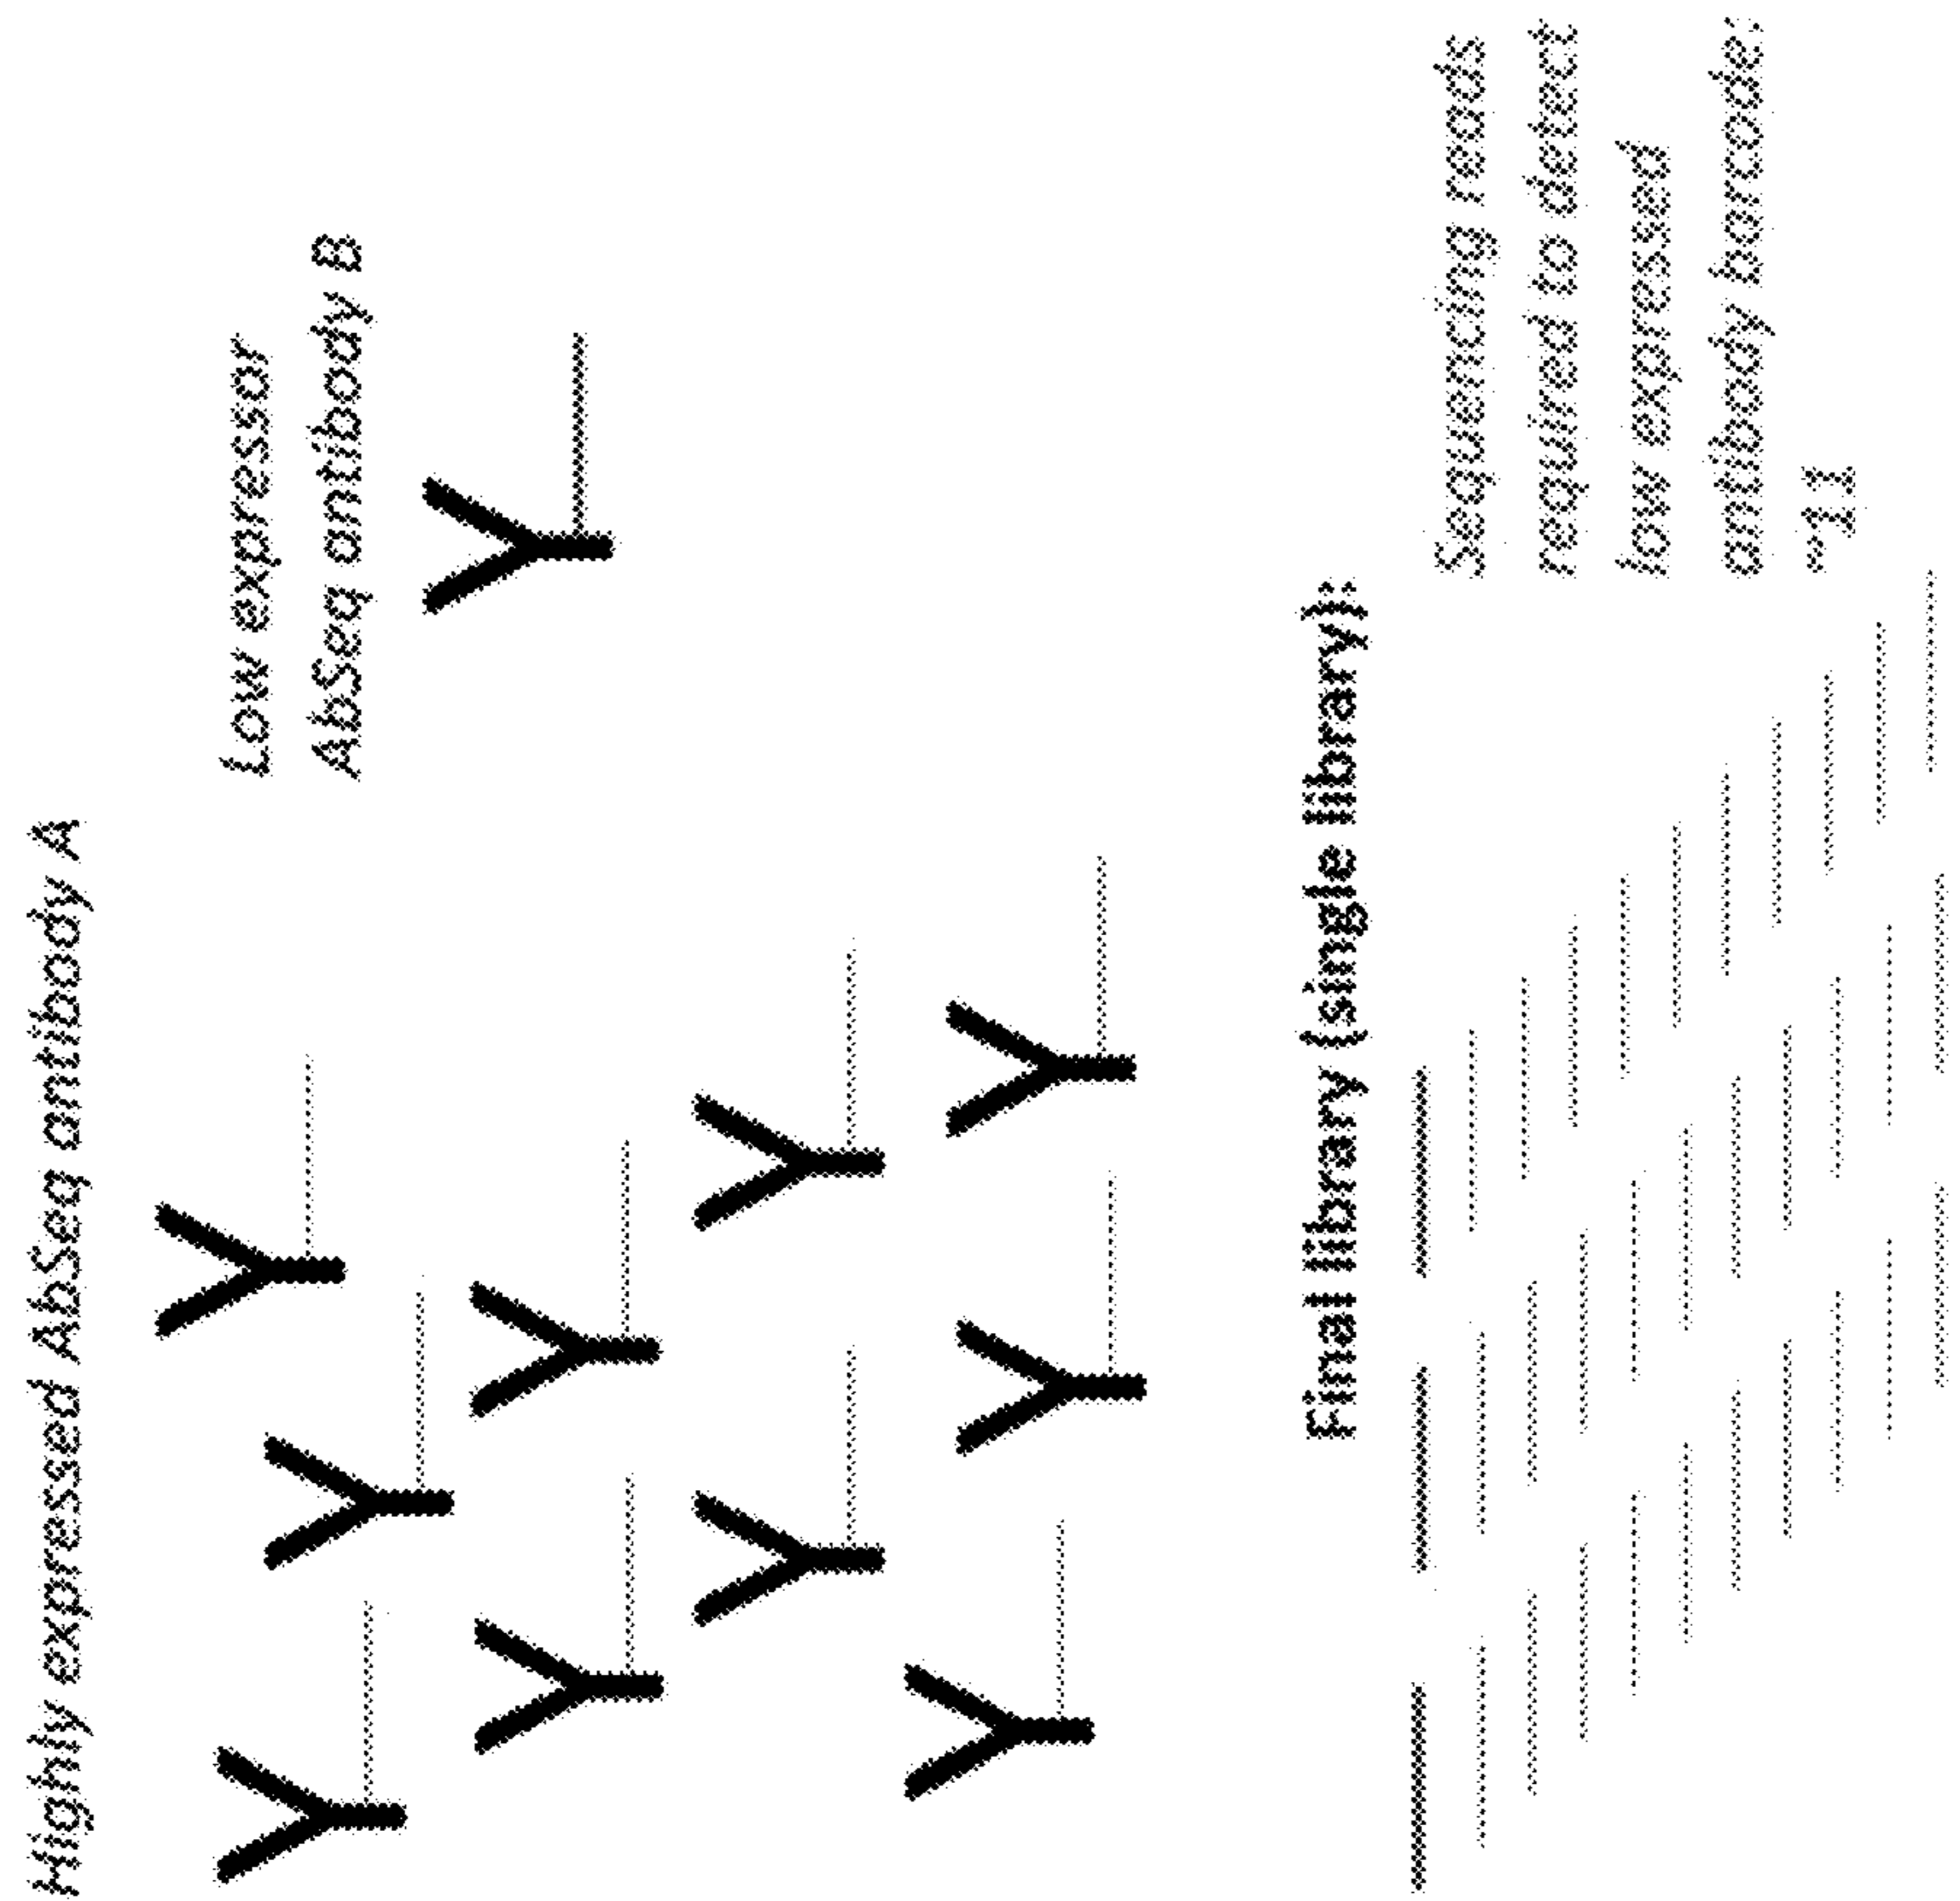 Highly expressed AbSeq antibody A
Low expressor
AbSeq antibody B
Final library (single library):
Sequencing reads
required to detect
low expressed
antibody barcode:
~11